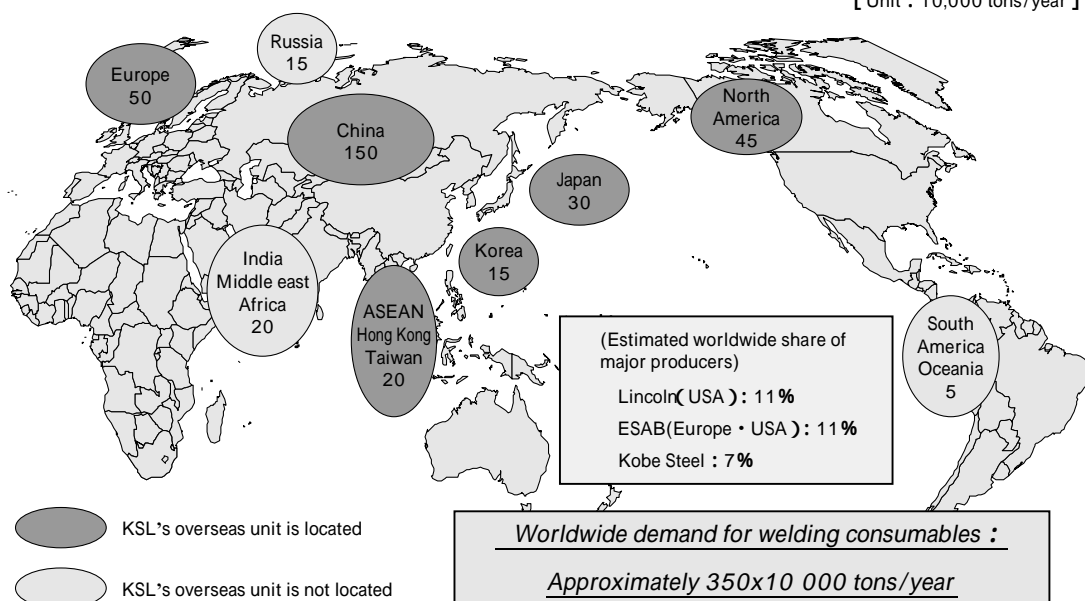 [ Unit : 10,000 tons/year ]
Russia
15
Europe
50
North
America
45
China
150
Japan
30
Korea
15
India
Middle east
Africa
20
ASEAN
Hong Kong
Taiwan
20
South
America
Oceania
5
(Estimated worldwide share of
major producers)
Lincoln(USA): 11%
ESAB(Europe・USA): 11%
Kobe Steel : 7%
KSL's overseas unit is located
KSL's overseas unit is not located
Worldwide demand for welding consumables :
Approximately 350x10 000 tons/year